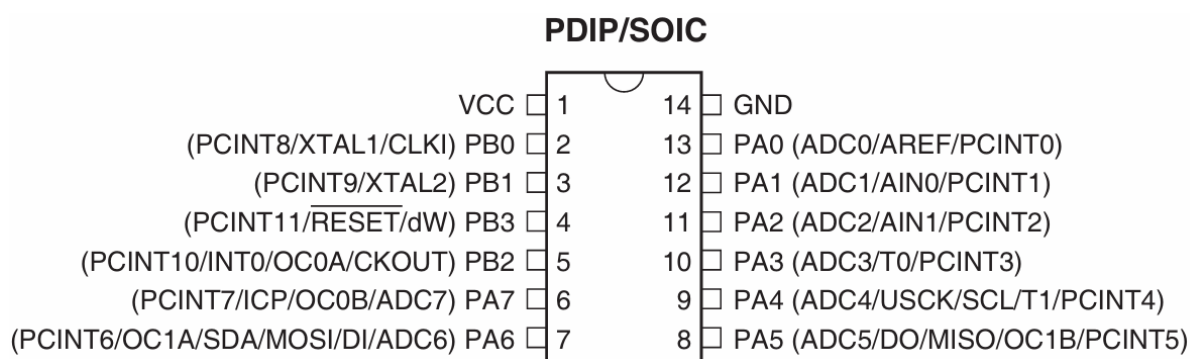 PDIP/SOIC
VCC 1 14 GND
(PCINT8/XTAL1/CLKI) PB0 2 13 PA0 (ADC0/AREF/PCINT0)
(PCINT9/XTAL2) PB1 3 12 PA1 (ADC1/AIN0/PCINT1)
(PCINT11/RESET/dW) PB3 4 11 PA2 (ADC2/AIN1/PCINT2)
(PCINT10/INT0/OC0A/CKOUT) PB2 5 10 PA3 (ADC3/T0/PCINT3)
(PCINT7/ICP/OC0B/ADC7) PA7 6 9 PA4 (ADC4/USCK/SCL/T1/PCINT4)
(PCINT6/OC1A/SDA/MOSI/DI/ADC6) PA6 7 8 PA5 (ADC5/DO/MISO/OC1B/PCINT5)